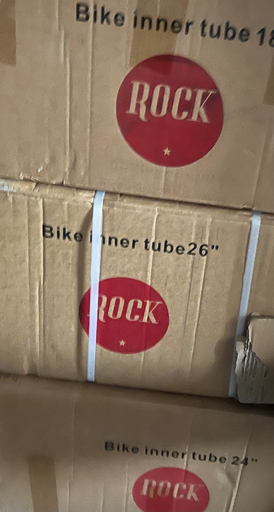 Bike inner tube 18
ROCK
Bike inner tube26"
ROCK
Bike inner tube 24"
ROCK